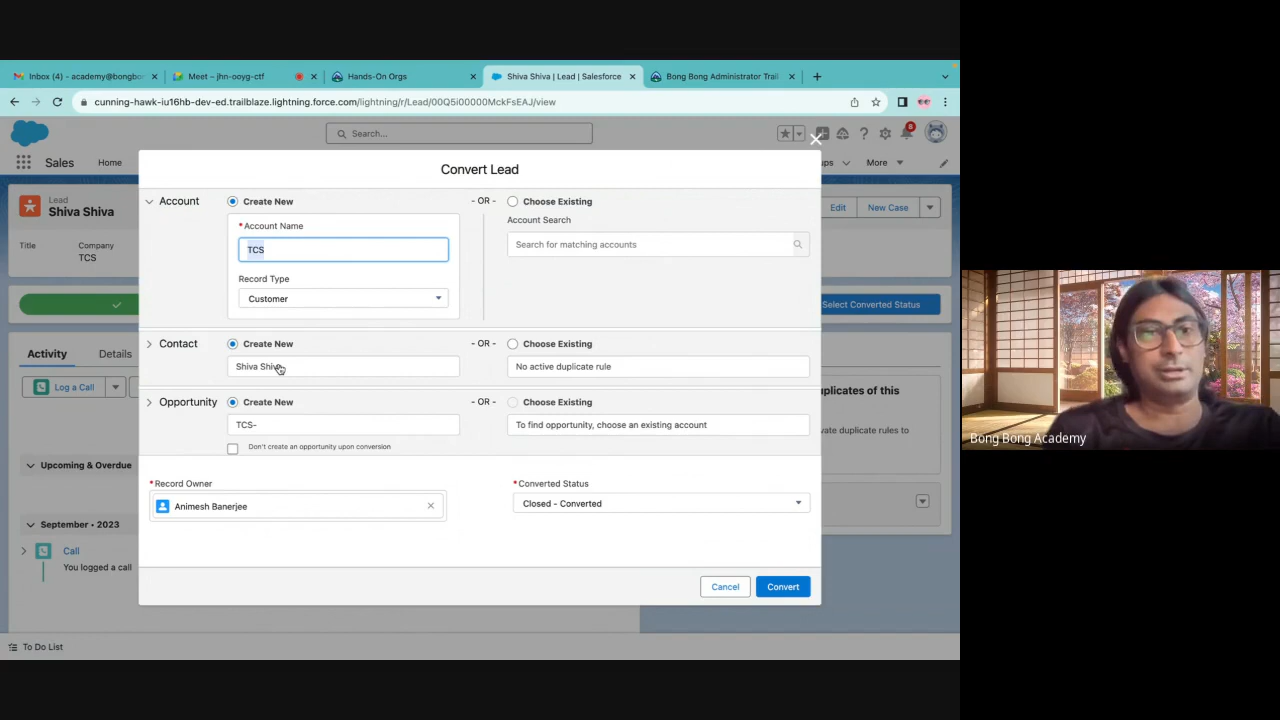 Inbox (4) – academy@bongbo
Meet – jhn-ooyg-ctf
Hands-On Orgs
Shiva Shiva | Lead | Salesforce
Bong Bong Administrator Trail
cunning-hawk-iu16hb-dev-ed.trailblaze.lightning.force.com/lightning/r/Lead/00Q5i00000MckFsEAJ/view
Search...
8
Sales
Home
ups
More
Convert Lead
Lead
Shiva Shiva
Edit
New Case
Title
Company
TCS
Account
Create New
- OR -
Choose Existing
*Account Name
TCS
Record Type
Customer
Account Search
Search for matching accounts
Select Converted Status
Contact
Create New
- OR -
Choose Existing
Shiva Shiva
No active duplicate rule
Activity
Details
Log a Call
uplicates of this
vate duplicate rules to
Opportunity
Create New
- OR -
Choose Existing
TCS-
To find opportunity, choose an existing account
Don't create an opportunity upon conversion
Upcoming & Overdue
*Record Owner
Animesh Banerjee
*Converted Status
Closed - Converted
September • 2023
Call
You logged a call
Cancel
Convert
To Do List
Bong Bong Academy